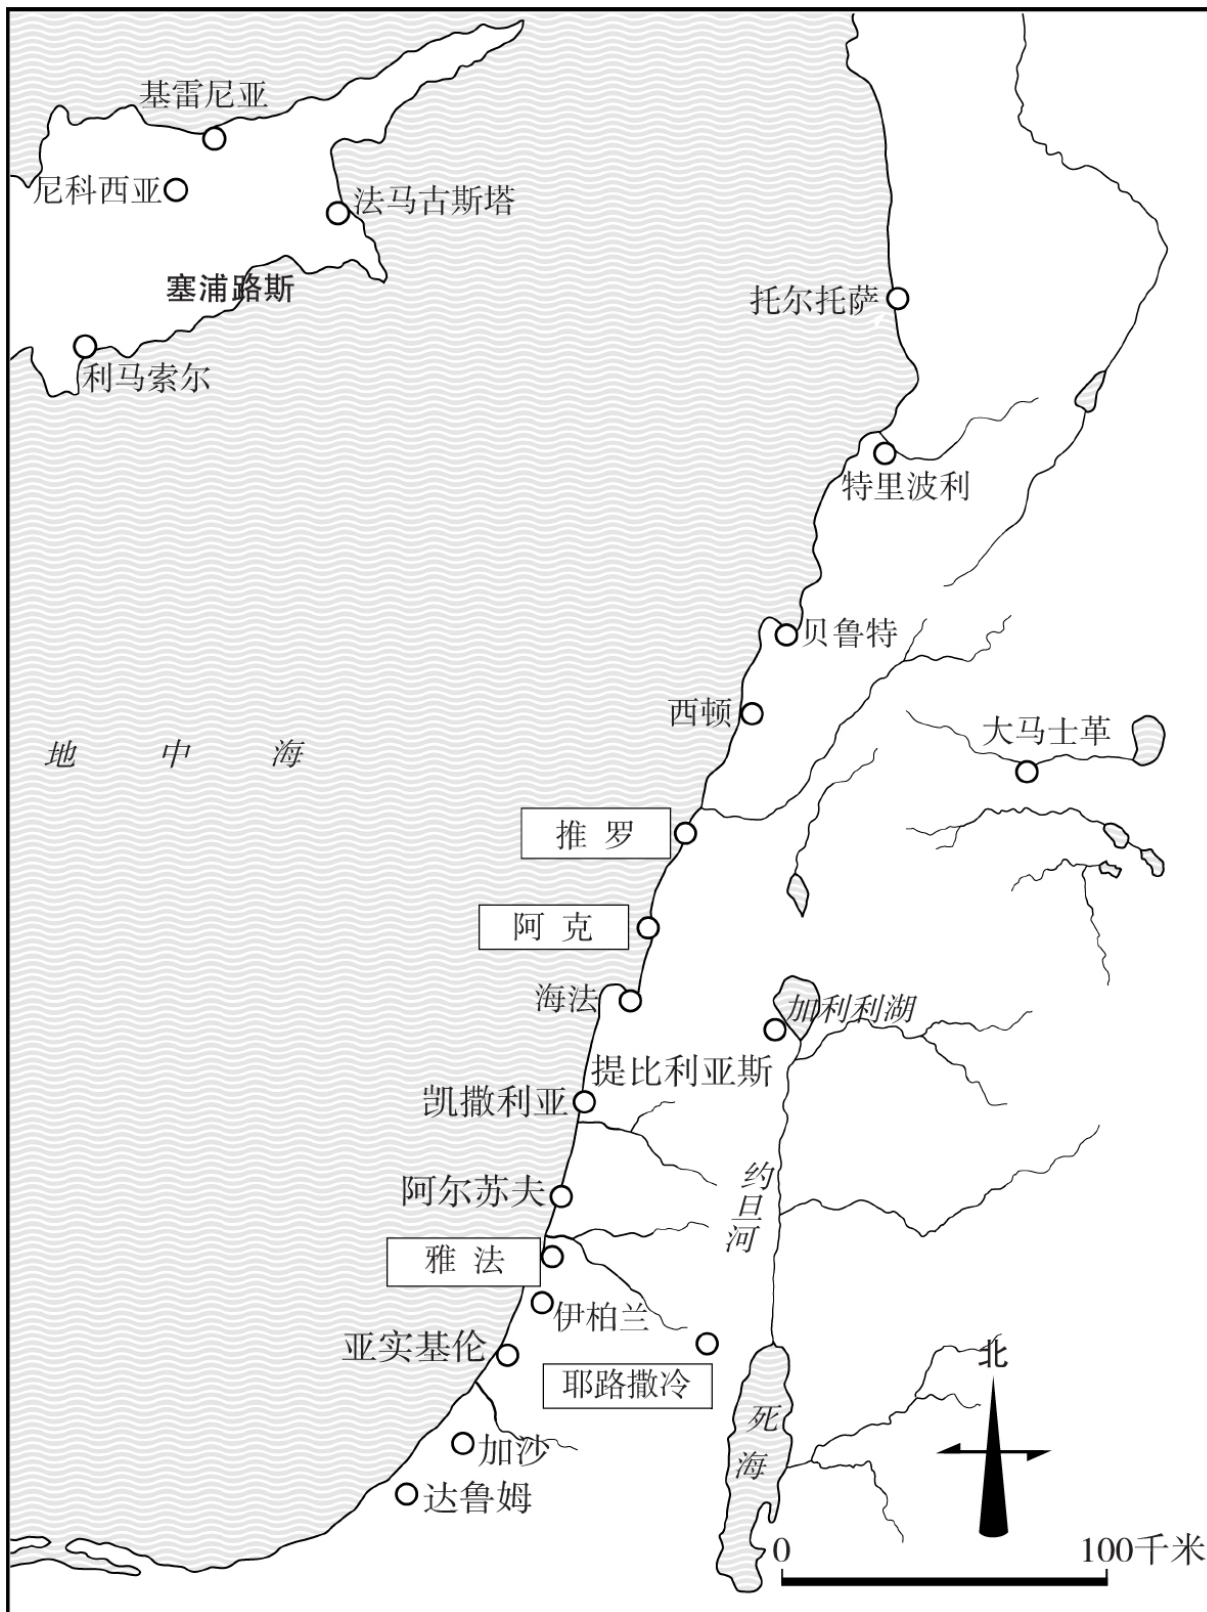 基雷尼亚
尼科西亚
法马古斯塔
塞浦路斯
托尔托萨
利马索尔
特里波利
贝鲁特
西顿
大马士革
地中海
推罗
阿克
海法
加利利湖
提比利亚斯
凯撒利亚
阿尔苏夫
约旦河
雅法
伊柏兰
亚实基伦
北
耶路撒冷
死海
加沙
达鲁姆
0
100千米